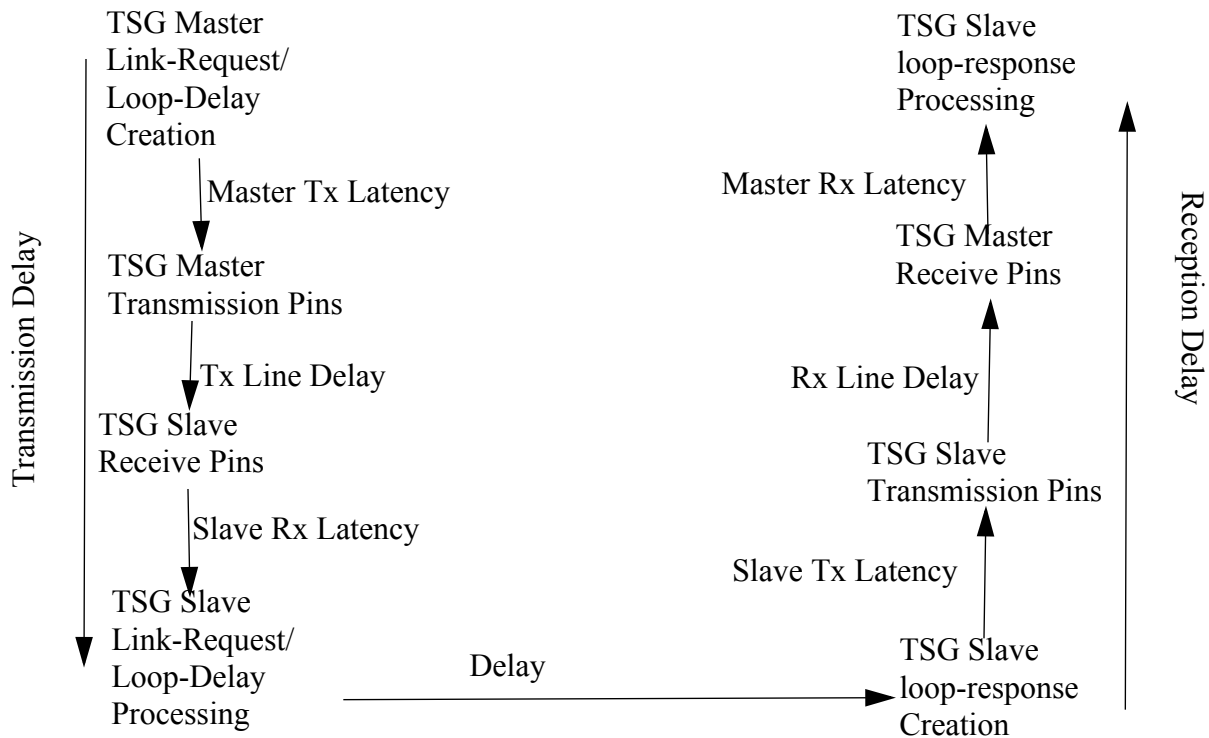 TSG Master
Link-Request/
Loop-Delay
Creation
Master Tx Latency
TSG Master
Transmission Pins
Tx Line Delay
TSG Slave
Receive Pins
Slave Rx Latency
TSG Slave
Link-Request/
Loop-Delay
Processing
Transmission Delay
Delay
TSG Slave
loop-response
Creation
Slave Tx Latency
TSG Slave
Transmission Pins
Rx Line Delay
TSG Master
Receive Pins
Master Rx Latency
TSG Slave
loop-response
Processing
Reception Delay